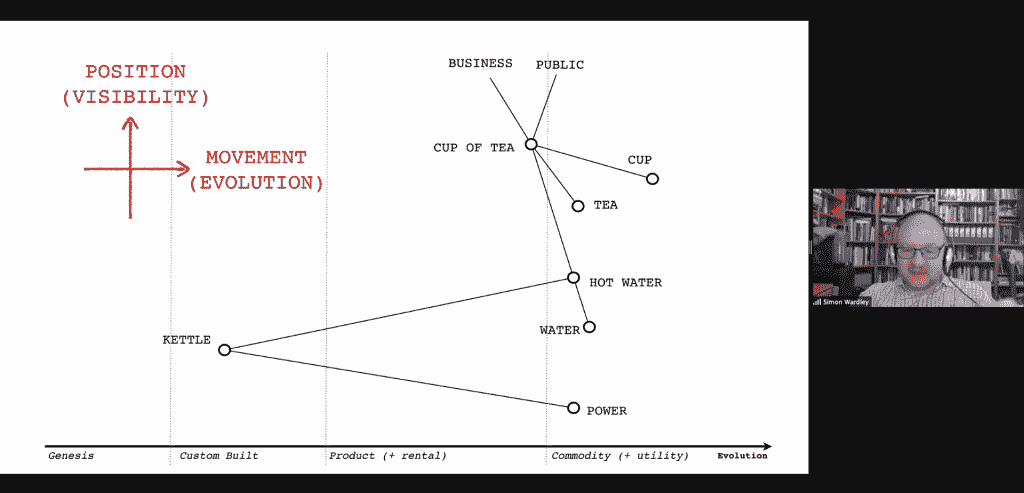 POSITION
(VISIBILITY)
MOVEMENT
(EVOLUTION)
BUSINESS
PUBLIC
CUP OF TEA
CUP
TEA
HOT WATER
WATER
KETTLE
POWER
Genesis
Custom Built
Product (+ rental)
Commodity (+ utility)
Evolution
Simon Wardley